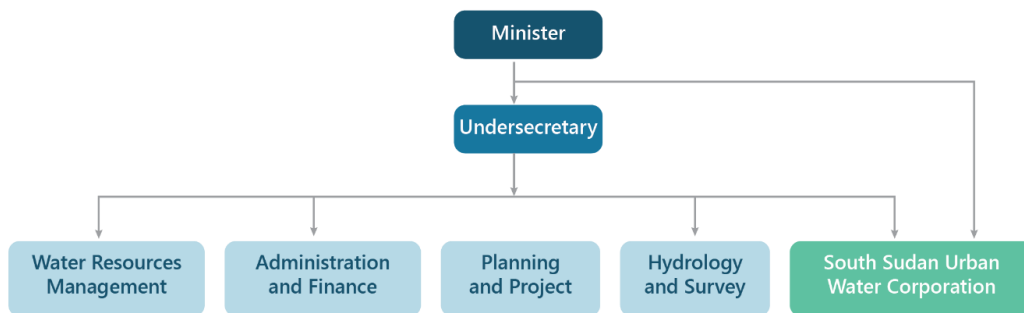 Minister
Undersecretary
Water Resources
Management
Administration
and Finance
Planning
and Project
Hydrology
and Survey
South Sudan Urban
Water Corporation